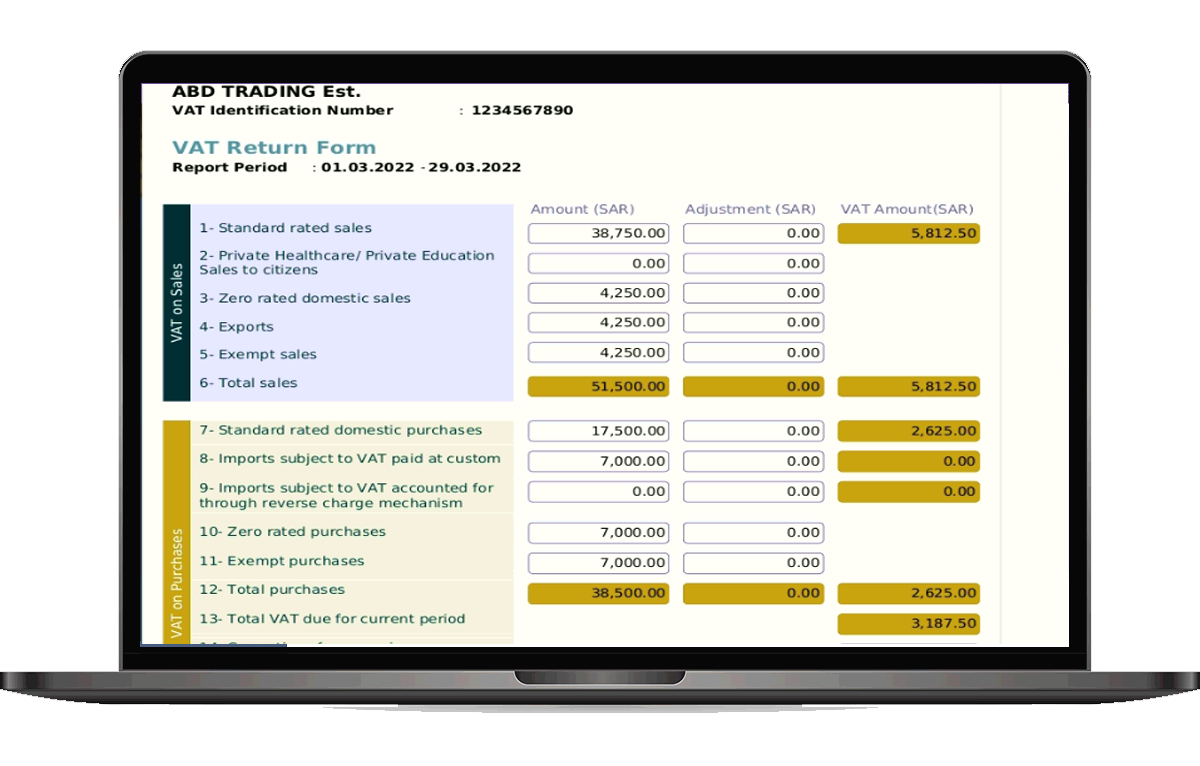 ABD TRADING Est.
VAT Identification Number : 1234567890
VAT Return Form
Report Period : 01.03.2022 - 29.03.2022
Amount (SAR) Adjustment (SAR) VAT Amount(SAR)
VAT on Sales
1- Standard rated sales 38,750.00 0.00 5,812.50
2- Private Healthcare/ Private Education
Sales to citizens 0.00 0.00
3- Zero rated domestic sales 4,250.00 0.00
4- Exports 4,250.00 0.00
5- Exempt sales 4,250.00 0.00
6- Total sales 51,500.00 0.00 5,812.50
VAT on Purchases
7- Standard rated domestic purchases 17,500.00 0.00 2,625.00
8- Imports subject to VAT paid at custom 7,000.00 0.00 0.00
9- Imports subject to VAT accounted for
through reverse charge mechanism 0.00 0.00 0.00
10- Zero rated purchases 7,000.00 0.00
11- Exempt purchases 7,000.00 0.00
12- Total purchases 38,500.00 0.00 2,625.00
13- Total VAT due for current period 3,187.50